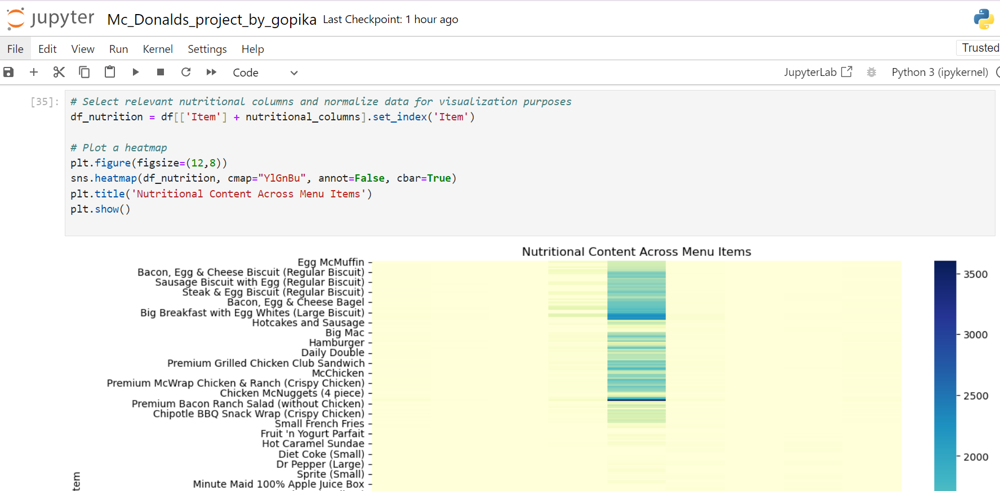 jupyter Mc_Donalds_project_by_gopika Last Checkpoint: 1 hour ago
File Edit View Run Kernel Settings Help Trusted
Code JupyterLab Python 3 (ipykernel)
[35]: # Select relevant nutritional columns and normalize data for visualization purposes
df_nutrition = df[['Item'] + nutritional_columns].set_index('Item')
# Plot a heatmap
plt.figure(figsize=(12,8))
sns.heatmap(df_nutrition, cmap="YlGnBu", annot=False, cbar=True)
plt.title('Nutritional Content Across Menu Items')
plt.show()
Nutritional Content Across Menu Items
Egg McMuffin
Bacon, Egg & Cheese Biscuit (Regular Biscuit)
Sausage Biscuit with Egg (Regular Biscuit)
Steak & Egg Biscuit (Regular Biscuit)
Bacon, Egg & Cheese Bagel
Big Breakfast with Egg Whites (Large Biscuit)
Hotcakes and Sausage
Big Mac
Hamburger
Daily Double
Premium Grilled Chicken Club Sandwich
McChicken
Premium McWrap Chicken & Ranch (Crispy Chicken)
Chicken McNuggets (4 piece)
Premium Bacon Ranch Salad (without Chicken)
Chipotle BBQ Snack Wrap (Crispy Chicken)
Small French Fries
Fruit 'n Yogurt Parfait
Hot Caramel Sundae
Diet Coke (Small)
Dr Pepper (Large)
Sprite (Small)
Minute Maid 100% Apple Juice Box
tem
3500
3000
2500
2000